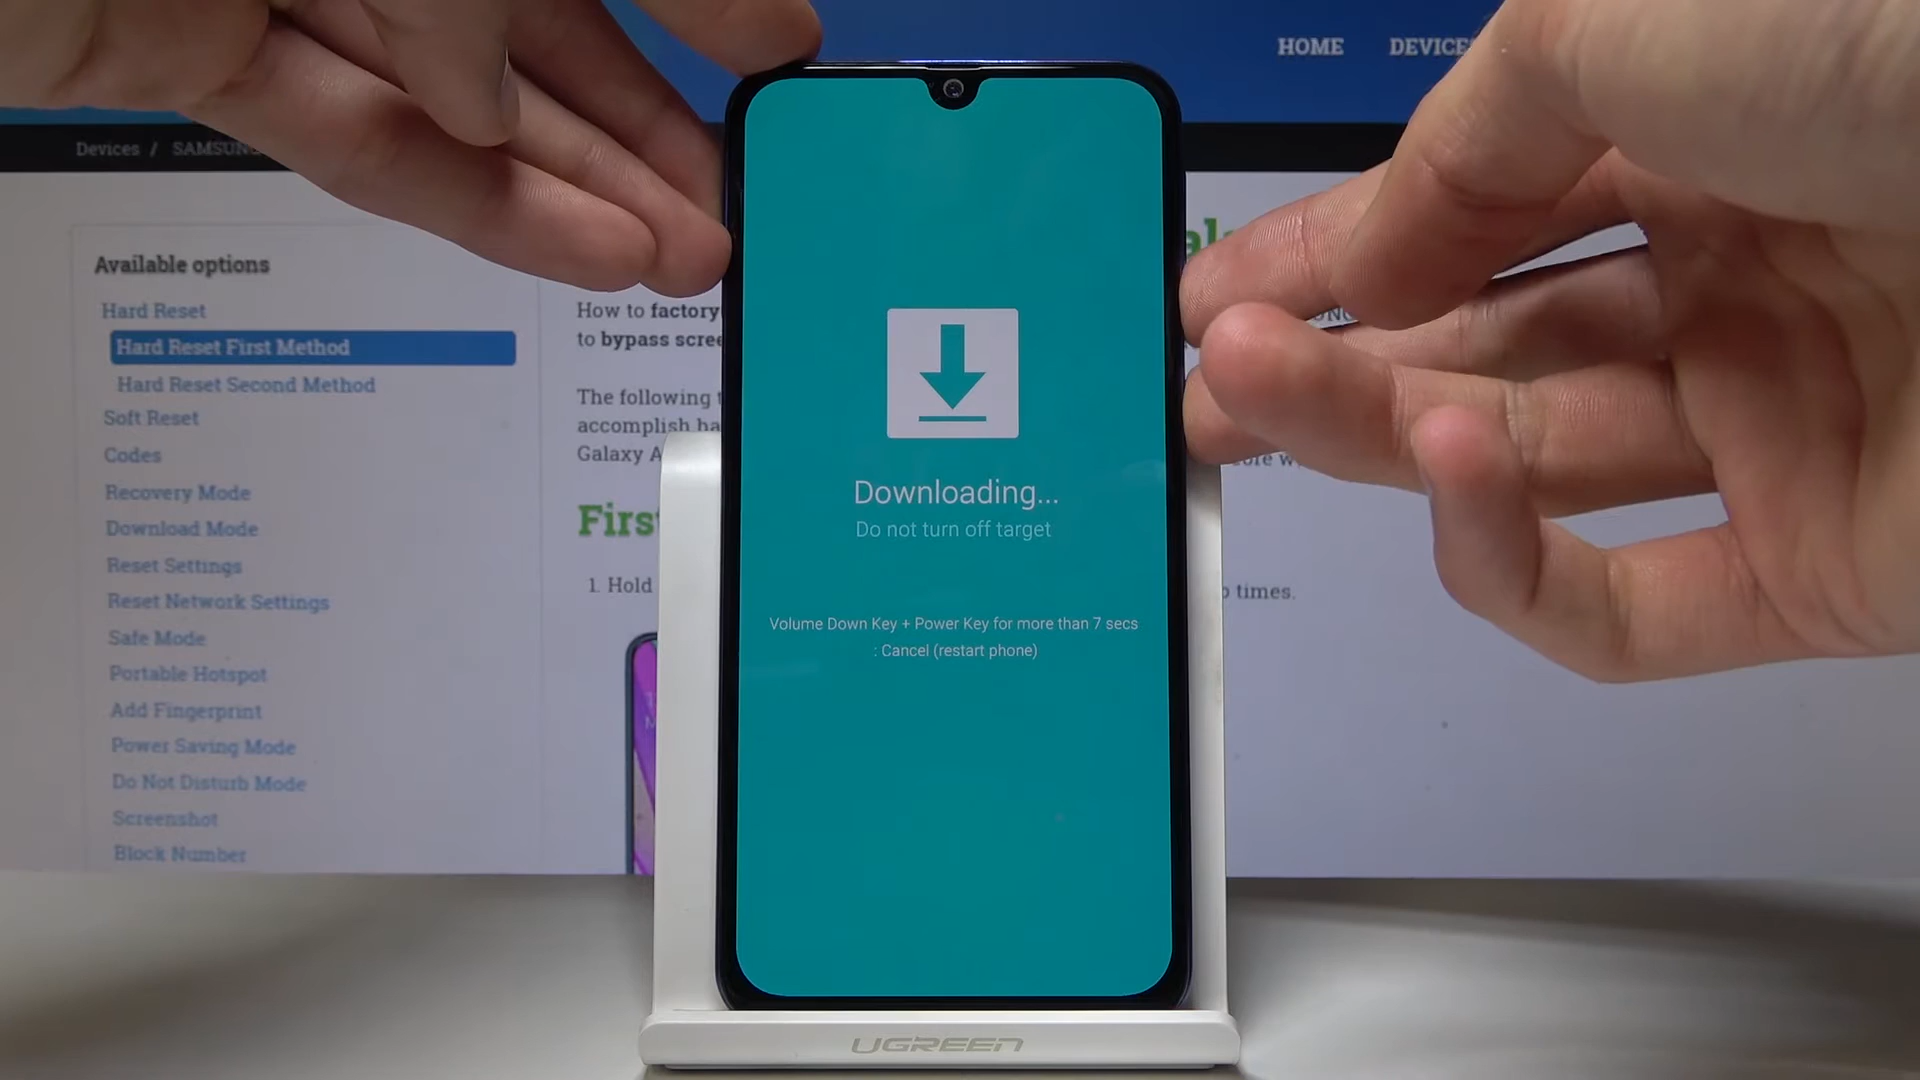 HOME
Devices /
Available options
Hard Reset
Hard Reset First Method
Hard Reset Second Method
Soft Reset
Codes
Recovery Mode
Download Mode
Reset Settings
Reset Network Settings
Safe Mode
Portable Hotspot
Add Fingerprint
Power Saving Mode
Do Not Disturb Mode
Screenshot
Block Number
How to factory
to bypass
The following
accomplish
Galaxy A
First
1. Hold
times.
Downloading...
Do not turn off target
Volume Down Key + Power Key for more than 7 secs
: Cancel (restart phone)
UGREEN